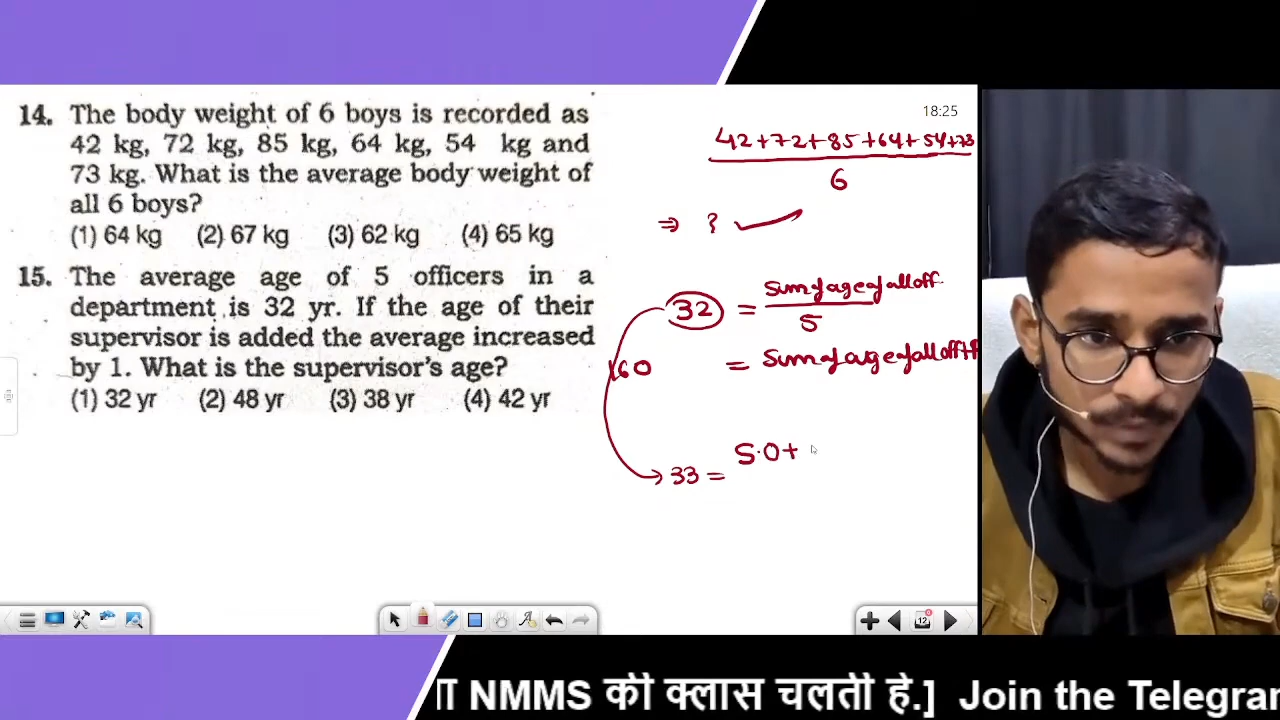 14. The body weight of 6 boys is recorded as
42 kg, 72 kg, 85 kg, 64 kg, 54 kg and
73 kg. What is the average body weight of
all 6 boys?
(1) 64 kg (2) 67 kg (3) 62 kg (4) 65 kg
15. The average age of 5 officers in a
department is 32 yr. If the age of their
supervisor is added the average increased
by 1. What is the supervisor's age?
(1) 32 yr (2) 48 yr (3) 38 yr (4) 42 yr
18:25
42+72+85+64+54+73
6
⇒ ?
32 = sum of age of all off
5
160 = sum of age of all off
33 = S.O+
12
NMMS की क्लास चलती हे.] Join the Telegra